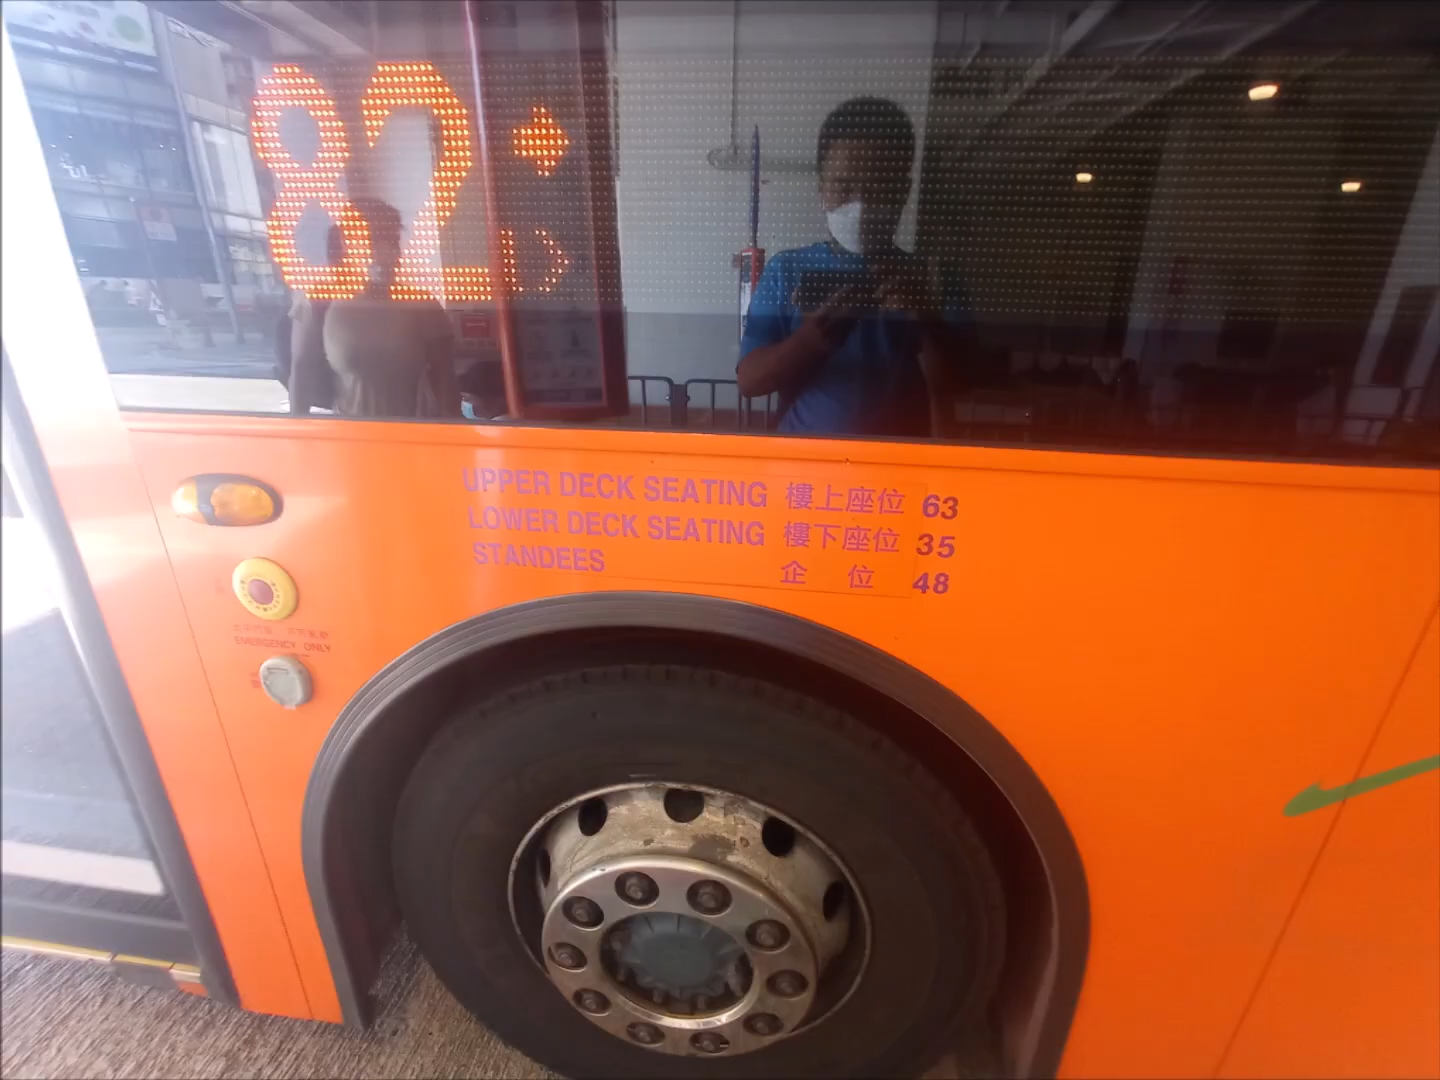 82
UPPER DECK SEATING 樓上座位 63
LOWER DECK SEATING 樓下座位 35
STANDEES 企 位 48
EMERGENCY ONLY